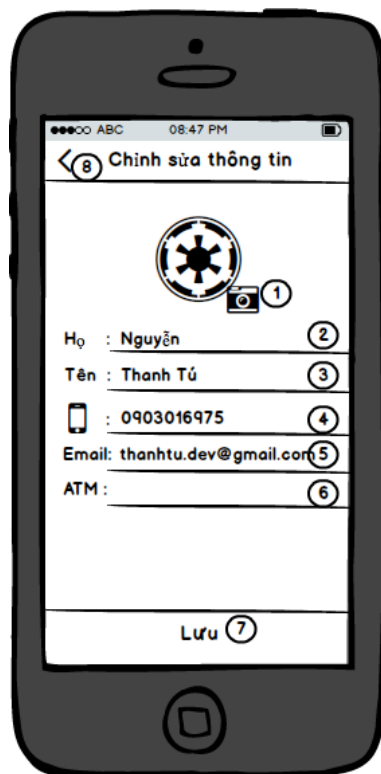 ABC 08:47 PM
8 Chỉnh sửa thông tin
1
Họ : Nguyễn 2
Tên : Thanh Tú 3
: 0903016975 4
Email: thanhtu.dev@gmail.com 5
ATM : 6
Lưu 7